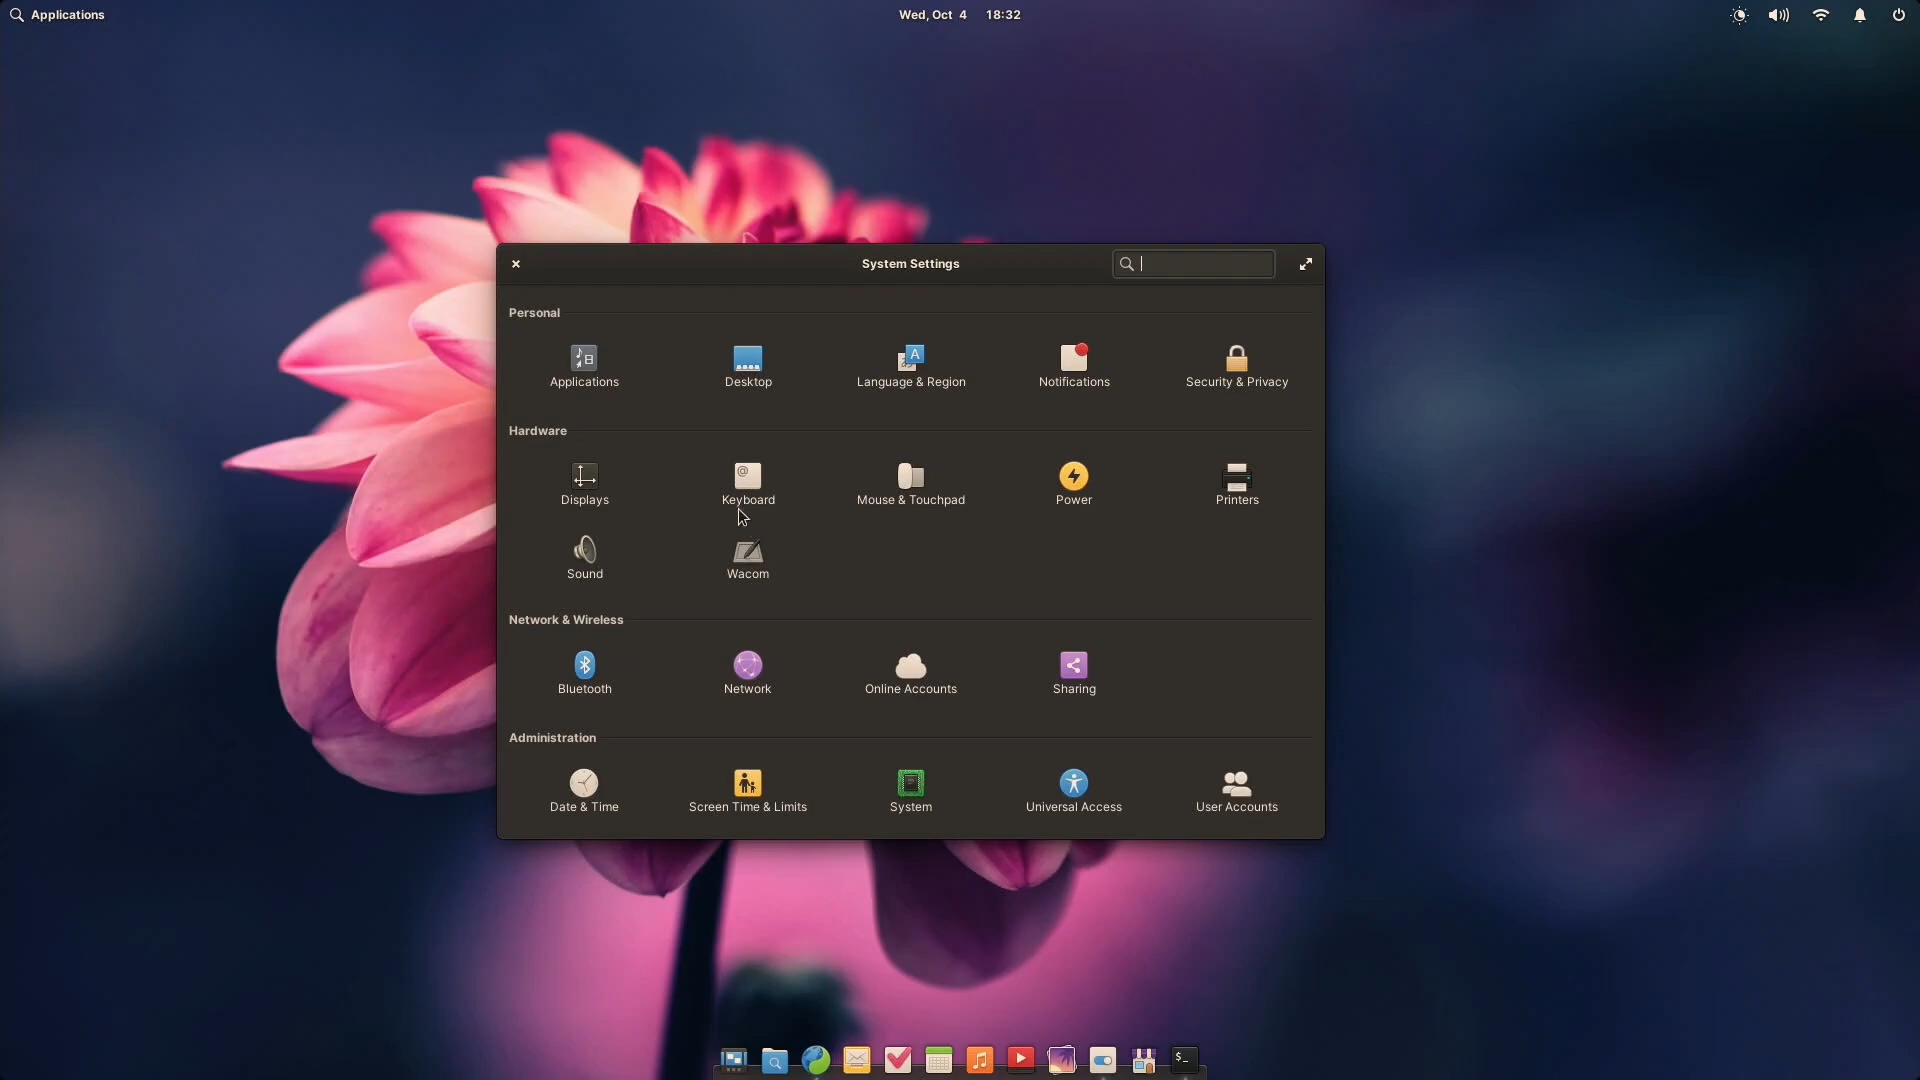 Applications
Wed, Oct 4 18:32
System Settings
Personal
Applications
Desktop
Language & Region
Notifications
Security & Privacy
Hardware
Displays
Keyboard
Mouse & Touchpad
Power
Printers
Sound
Wacom
Network & Wireless
Bluetooth
Network
Online Accounts
Sharing
Administration
Date & Time
Screen Time & Limits
System
Universal Access
User Accounts